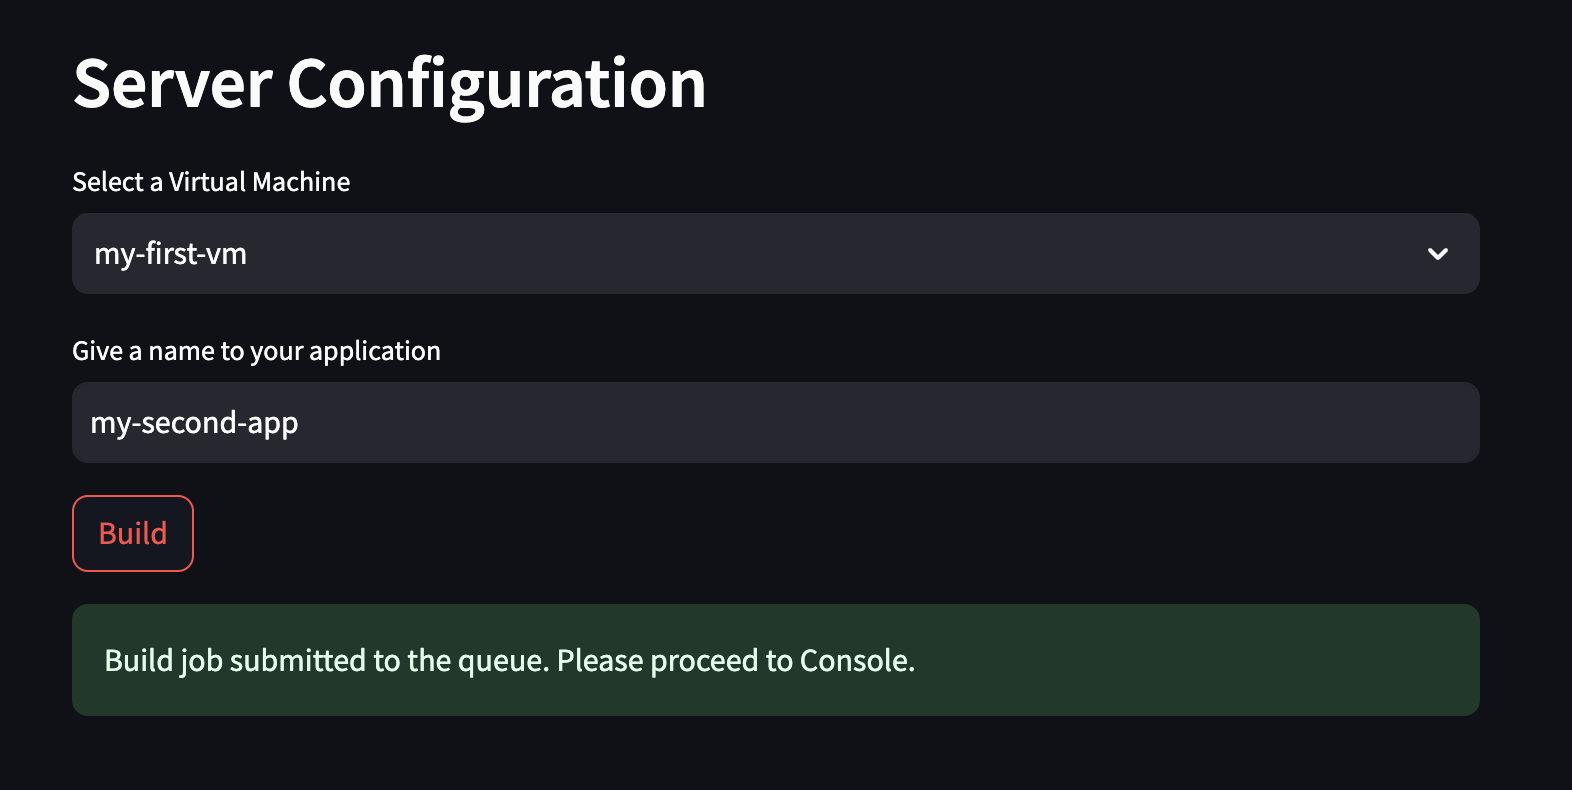 Server Configuration
Select a Virtual Machine
my-first-vm
Give a name to your application
my-second-app
Build
Build job submitted to the queue. Please proceed to Console.